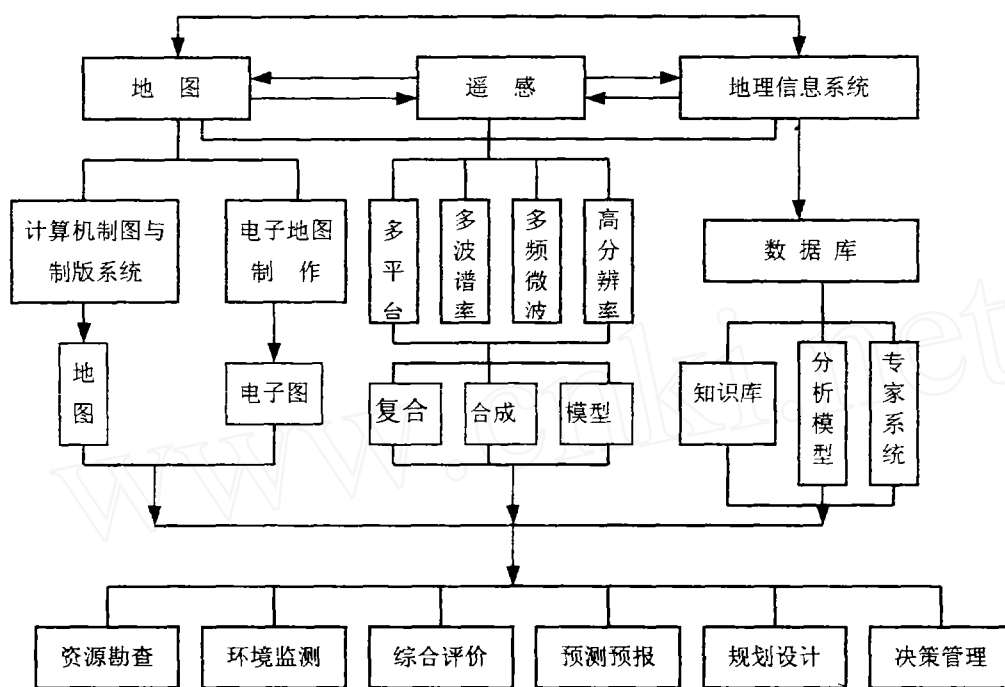 地 图
遥 感
地理信息系统
计算机制图与
制版系统
电子地图
制 作
多平台
多波谱率
多频微波
高分辨率
数 据 库
地图
电子图
复合
合成
模型
知识库
分析模型
专家系统
资源勘查
环境监测
综合评价
预测预报
规划设计
决策管理
www.cnki.net